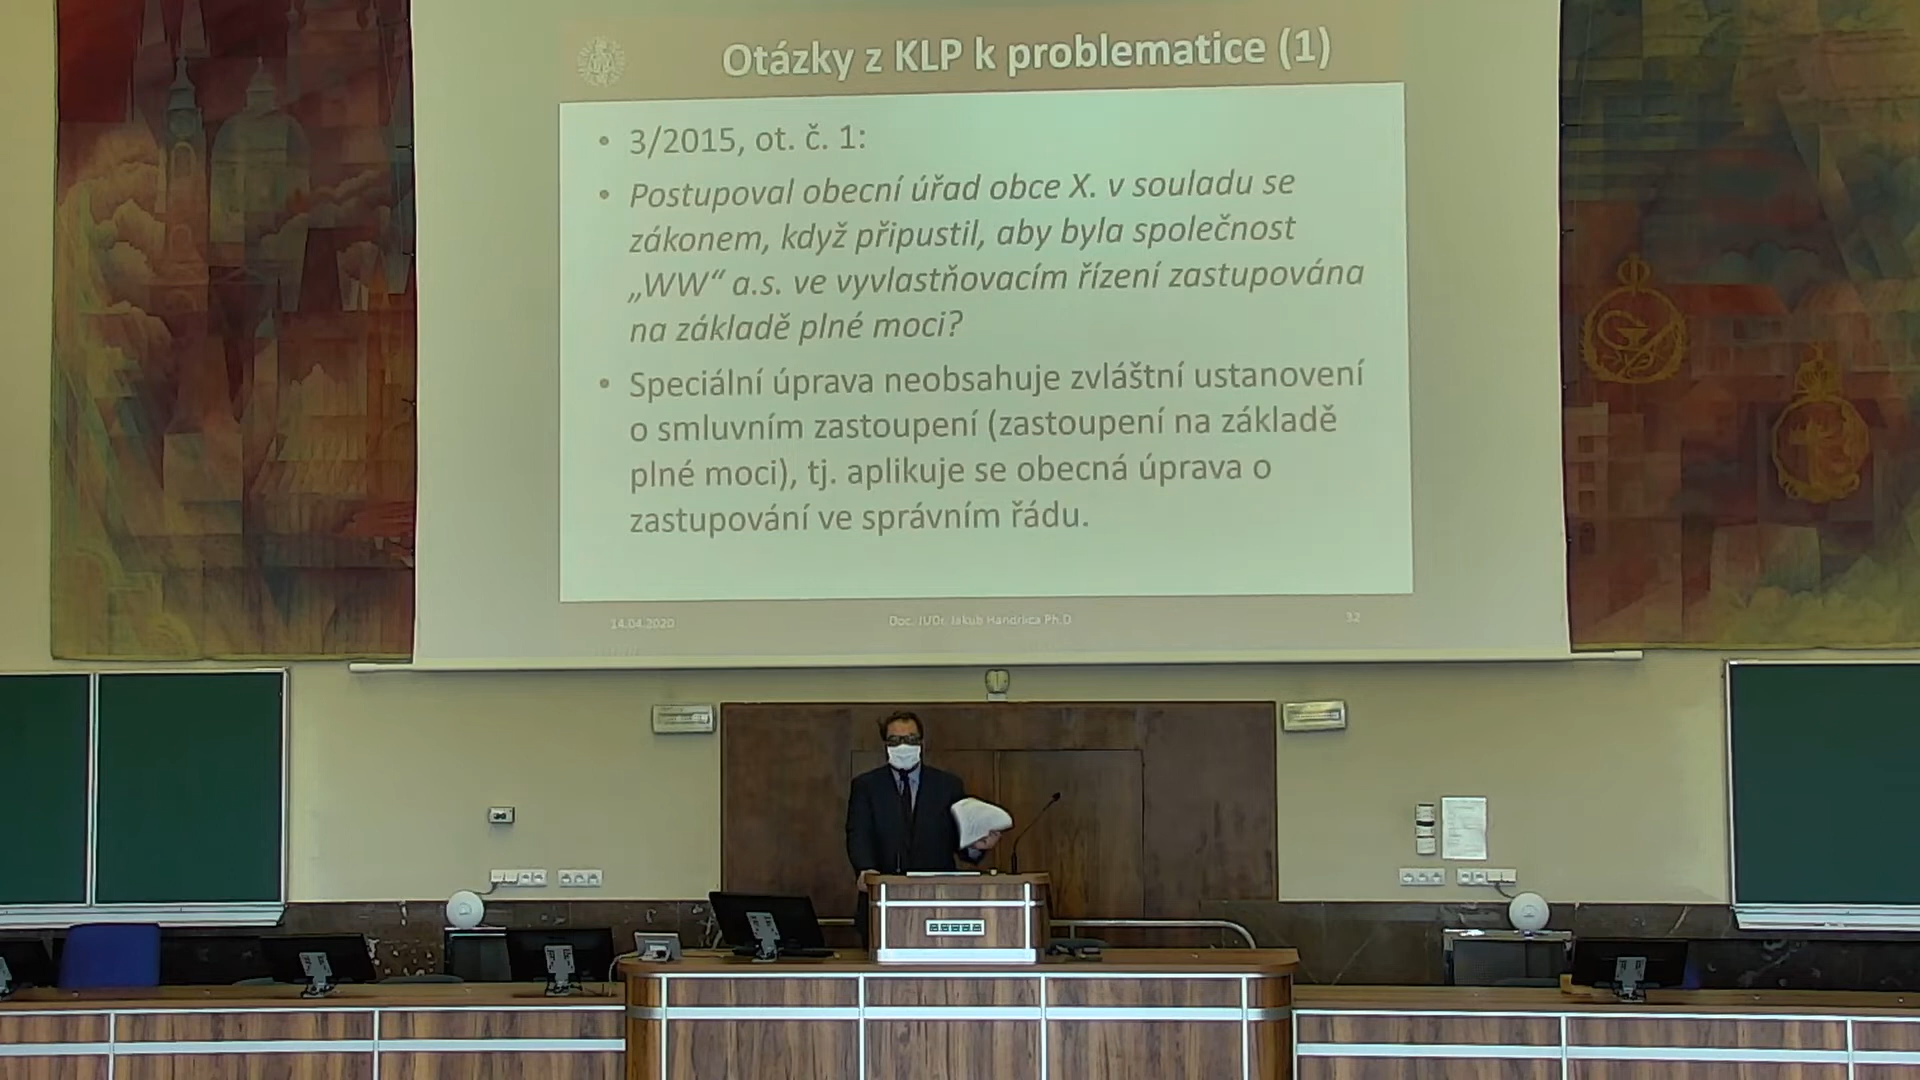 Otázky z KLP k problematice (1)
• 3/2015, ot. č. 1:
• Postupoval obecní úřad obce X. v souladu se
zákonem, když připustil, aby byla společnost
„WW“ a.s. ve vyvlastňovacím řízení zastupována
na základě plné moci?
• Speciální úprava neobsahuje zvláštní ustanovení
o smluvním zastoupení (zastoupení na základě
plné moci), tj. aplikuje se obecná úprava o
zastupování ve správním řádu.
14.04.2020
Doc. JUDr. Jakub Handrlica Ph.D
32